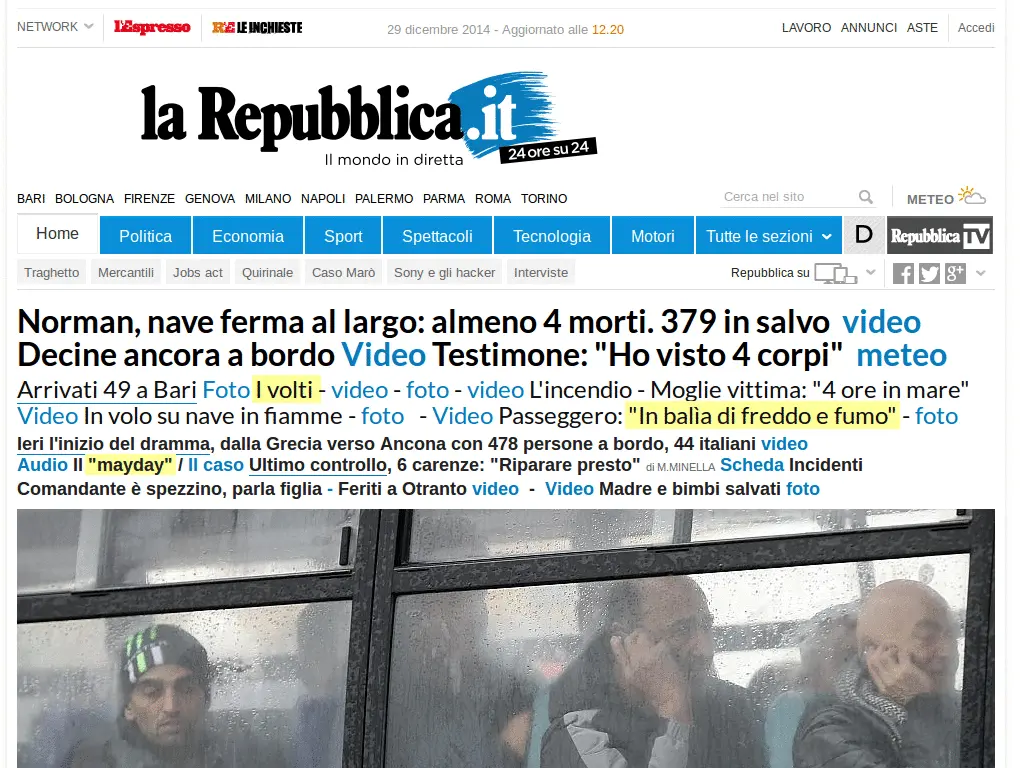 NETWORK L'Espresso RE LE INCHIESTE 29 dicembre 2014 - Aggiornato alle 12.20 LAVORO ANNUNCI ASTE Accedi
la Repubblica.it
Il mondo in diretta 24 ore su 24
BARI BOLOGNA FIRENZE GENOVA MILANO NAPOLI PALERMO PARMA ROMA TORINO Cerca nel sito METEO
Home Politica Economia Sport Spettacoli Tecnologia Motori Tutte le sezioni D Repubblica TV
Traghetto Mercantili Jobs act Quirinale Caso Marò Sony e gli hacker Interviste Repubblica su f g+
Norman, nave ferma al largo: almeno 4 morti. 379 in salvo video
Decine ancora a bordo Video Testimone: "Ho visto 4 corpi" meteo
Arrivati 49 a Bari Foto I volti - video - foto - video L'incendio - Moglie vittima: "4 ore in mare"
Video In volo su nave in fiamme - foto - Video Passeggero: "In balìa di freddo e fumo" - foto
Ieri l'inizio del dramma, dalla Grecia verso Ancona con 478 persone a bordo, 44 italiani video
Audio Il "mayday" / Il caso Ultimo controllo, 6 carenze: "Riparare presto" di M.MINELLA Scheda Incidenti
Comandante è spezzino, parla figlia - Feriti a Otranto video - Video Madre e bimbi salvati foto